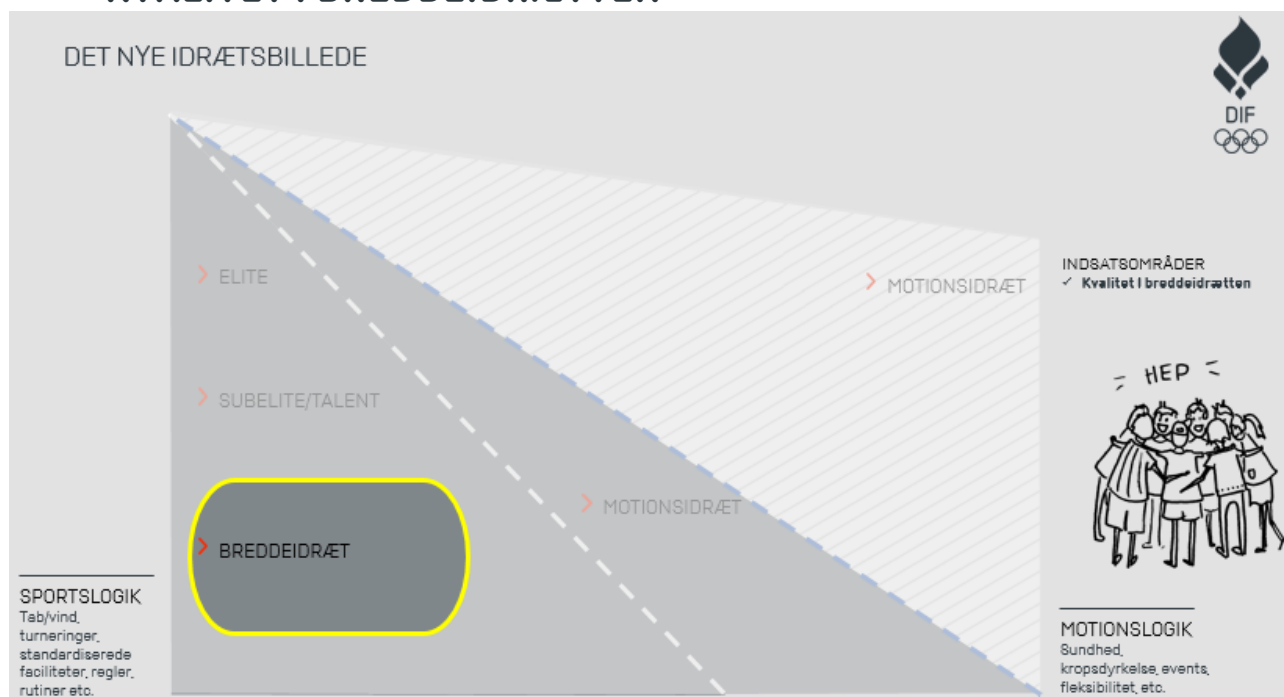 DET NYE IDRÆTSBILLEDE
DIF
ELITE
MOTIONSIDRÆT
INDSATSOMRÅDER
✓ Kvalitet I breddeidrætten
HEP
SUBELITE/TALENT
MOTIONSIDRÆT
BREDDEIDRÆT
SPORTSLOGIK
Tab/vind,
turneringer,
standardiserede
faciliteter, regler,
rutiner etc.
MOTIONSLOGIK
Sundhed,
kropsdyrkelse, events,
fleksibilitet, etc.